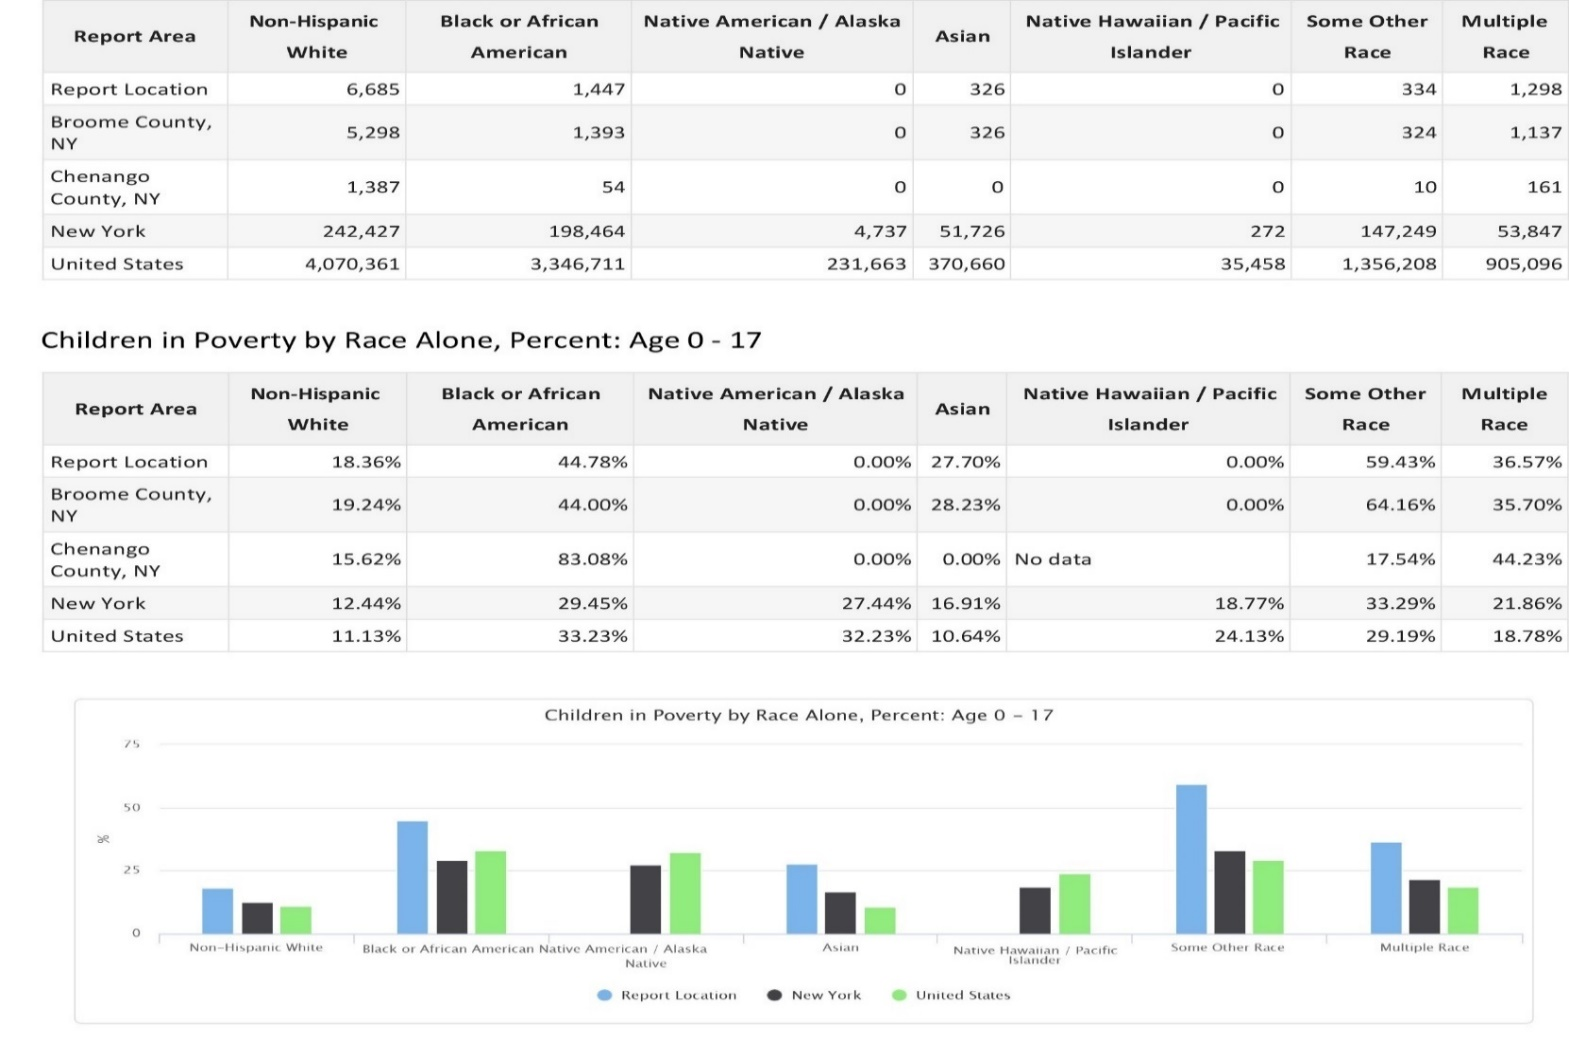 Report Area Non-Hispanic White Black or African American Native American / Alaska Native Asian Native Hawaiian / Pacific Islander Some Other Race Multiple Race
Report Location 6,685 1,447 0 326 0 334 1,298
Broome County, NY 5,298 1,393 0 326 0 324 1,137
Chenango County, NY 1,387 54 0 0 0 10 161
New York 242,427 198,464 4,737 51,726 272 147,249 53,847
United States 4,070,361 3,346,711 231,663 370,660 35,458 1,356,208 905,096
Children in Poverty by Race Alone, Percent: Age 0 - 17
Report Area Non-Hispanic White Black or African American Native American / Alaska Native Asian Native Hawaiian / Pacific Islander Some Other Race Multiple Race
Report Location 18.36% 44.78% 0.00% 27.70% 0.00% 59.43% 36.57%
Broome County, NY 19.24% 44.00% 0.00% 28.23% 0.00% 64.16% 35.70%
Chenango County, NY 15.62% 83.08% 0.00% 0.00% No data 17.54% 44.23%
New York 12.44% 29.45% 27.44% 16.91% 18.77% 33.29% 21.86%
United States 11.13% 33.23% 32.23% 10.64% 24.13% 29.19% 18.78%
Children in Poverty by Race Alone, Percent: Age 0 – 17
75
50
%
25
0
Non-Hispanic White
Black or African American
Native American / Alaska
Native
Asian
Native Hawaiian / Pacific
Islander
Some Other Race
Multiple Race
Report Location New York United States